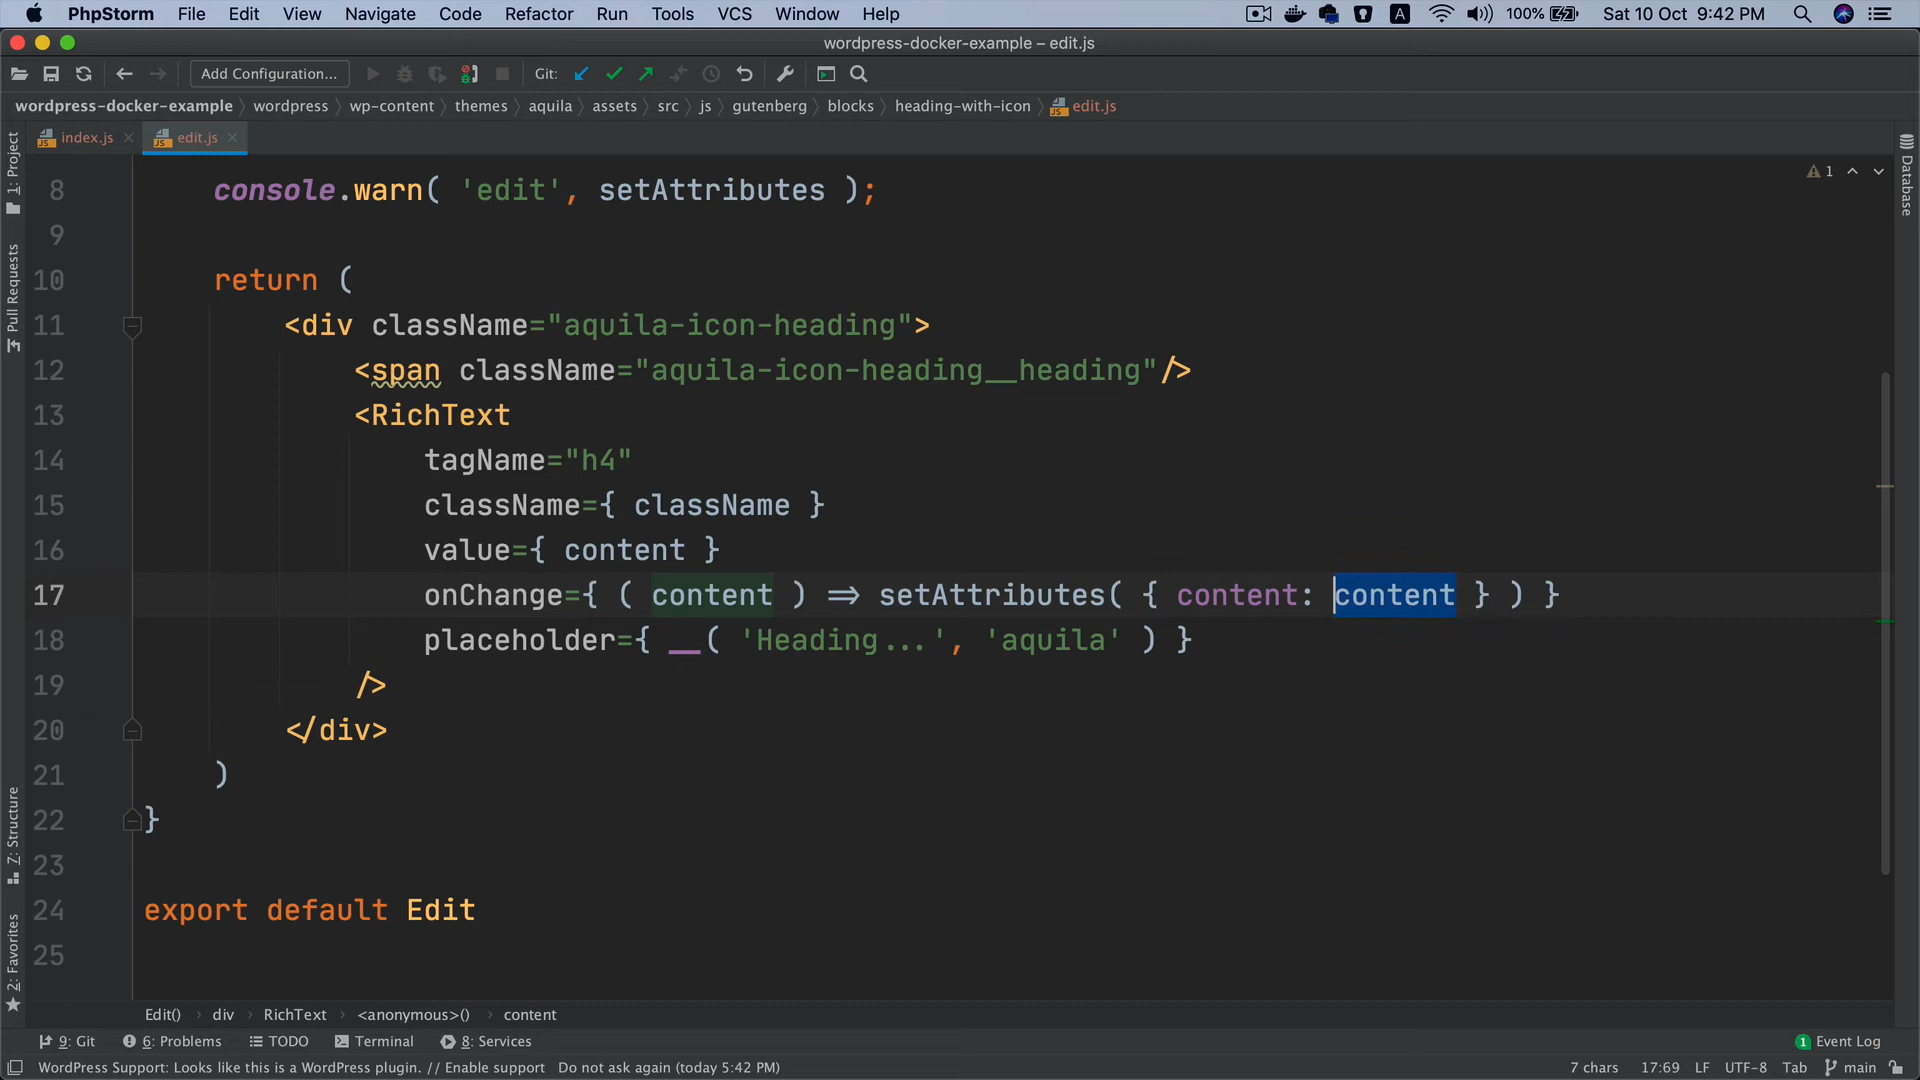 PhpStorm File Edit View Navigate Code Refactor Run Tools VCS Window Help A 100% Sat 10 Oct 9:42 PM
wordpress-docker-example – edit.js
Add Configuration... Git:
wordpress-docker-example wordpress wp-content themes aquila assets src js gutenberg blocks heading-with-icon edit.js
index.js edit.js
1: Project
Pull Requests
7: Structure
2: Favorites
Database
1
8 console.warn( 'edit', setAttributes );
9
10 return (
11 <div className="aquila-icon-heading">
12 <span className="aquila-icon-heading__heading"/>
13 <RichText
14 tagName="h4"
15 className={ className }
16 value={ content }
17 onChange={ ( content ) => setAttributes( { content: content } ) }
18 placeholder={ __( 'Heading...', 'aquila' ) }
19 />
20 </div>
21 )
22 }
23
24 export default Edit
25
Edit() div RichText <anonymous>() content
9: Git 6: Problems TODO Terminal 8: Services 1 Event Log
WordPress Support: Looks like this is a WordPress plugin. // Enable support Do not ask again (today 5:42 PM) 7 chars 17:69 LF UTF-8 Tab main